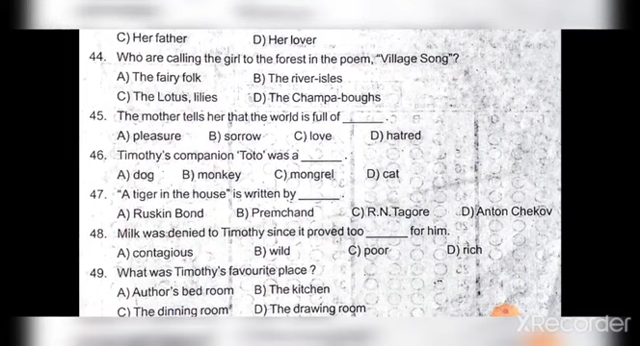 C) Her father D) Her lover
44. Who are calling the girl to the forest in the poem, "Village Song"?
A) The fairy folk B) The river-isles
C) The Lotus, lilies D) The Champa-boughs
45. The mother tells her that the world is full of ______ .
A) pleasure B) sorrow C) love D) hatred
46. Timothy's companion 'Toto' was a ______ .
A) dog B) monkey C) mongrel D) cat
47. "A tiger in the house" is written by ______ .
A) Ruskin Bond B) Premchand C) R.N.Tagore D) Anton Chekov
48. Milk was denied to Timothy since it proved too ______ for him.
A) contagious B) wild C) poor D) rich
49. What was Timothy's favourite place ?
A) Author's bed room B) The kitchen
C) The dinning room D) The drawing room
XRecorder